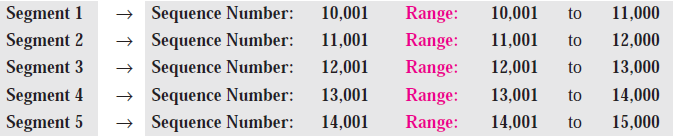 Segment 1 → Sequence Number: 10,001 Range: 10,001 to 11,000
Segment 2 → Sequence Number: 11,001 Range: 11,001 to 12,000
Segment 3 → Sequence Number: 12,001 Range: 12,001 to 13,000
Segment 4 → Sequence Number: 13,001 Range: 13,001 to 14,000
Segment 5 → Sequence Number: 14,001 Range: 14,001 to 15,000